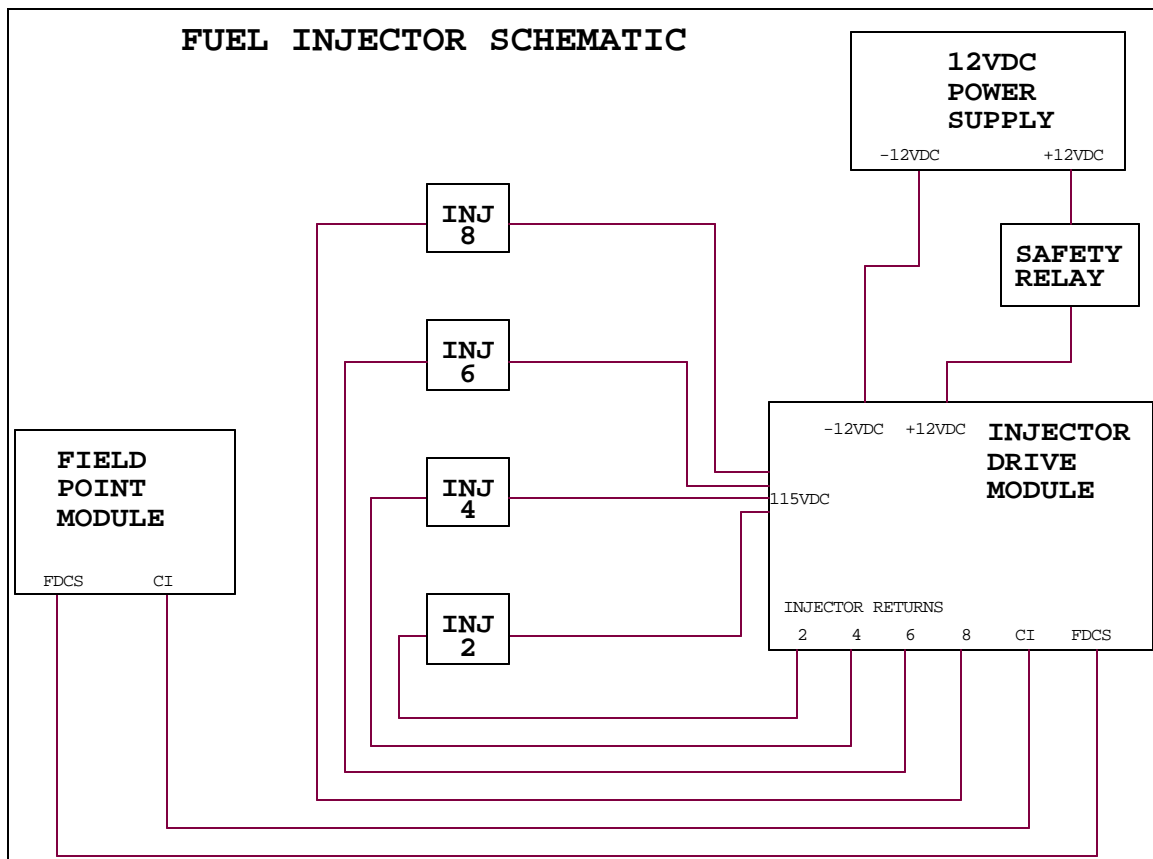 FUEL INJECTOR SCHEMATIC
12VDC
POWER
SUPPLY
-12VDC +12VDC
INJ
8
SAFETY
RELAY
INJ
6
-12VDC +12VDC
INJECTOR
DRIVE
MODULE
FIELD
POINT
MODULE
INJ
4
115VDC
FDCS CI
INJ
2
INJECTOR RETURNS
2 4 6 8 CI FDCS